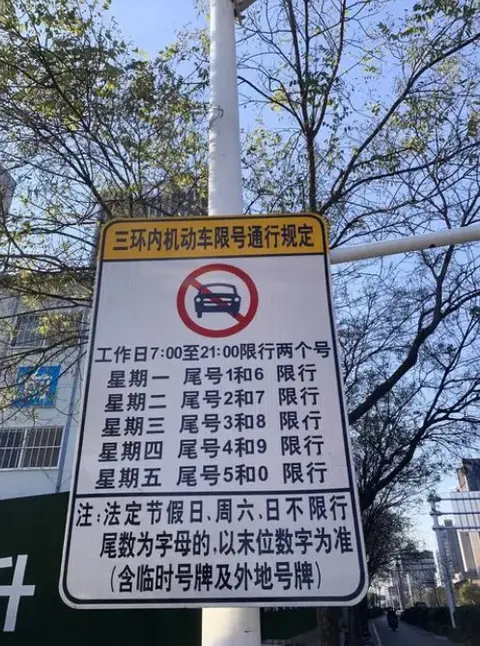 三环内机动车限号通行规定
工作日7:00至21:00限行两个号
星期一 尾号1和6 限行
星期二 尾号2和7 限行
星期三 尾号3和8 限行
星期四 尾号4和9 限行
星期五 尾号5和0 限行
注:法定节假日、周六、日不限行
尾数为字母的,以末位数字为准
(含临时号牌及外地号牌)
升